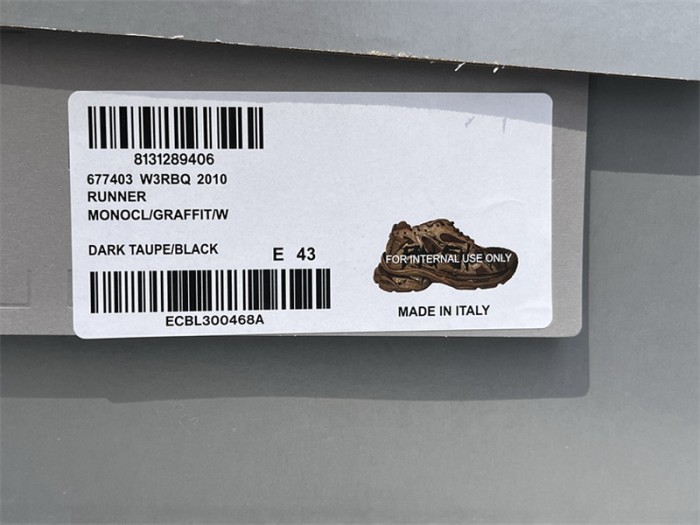 8131289406
677403 W3RBQ 2010
RUNNER
MONOCL/GRAFFIT/W
DARK TAUPE/BLACK E 43
ECBL300468A
FOR INTERNAL USE ONLY
MADE IN ITALY